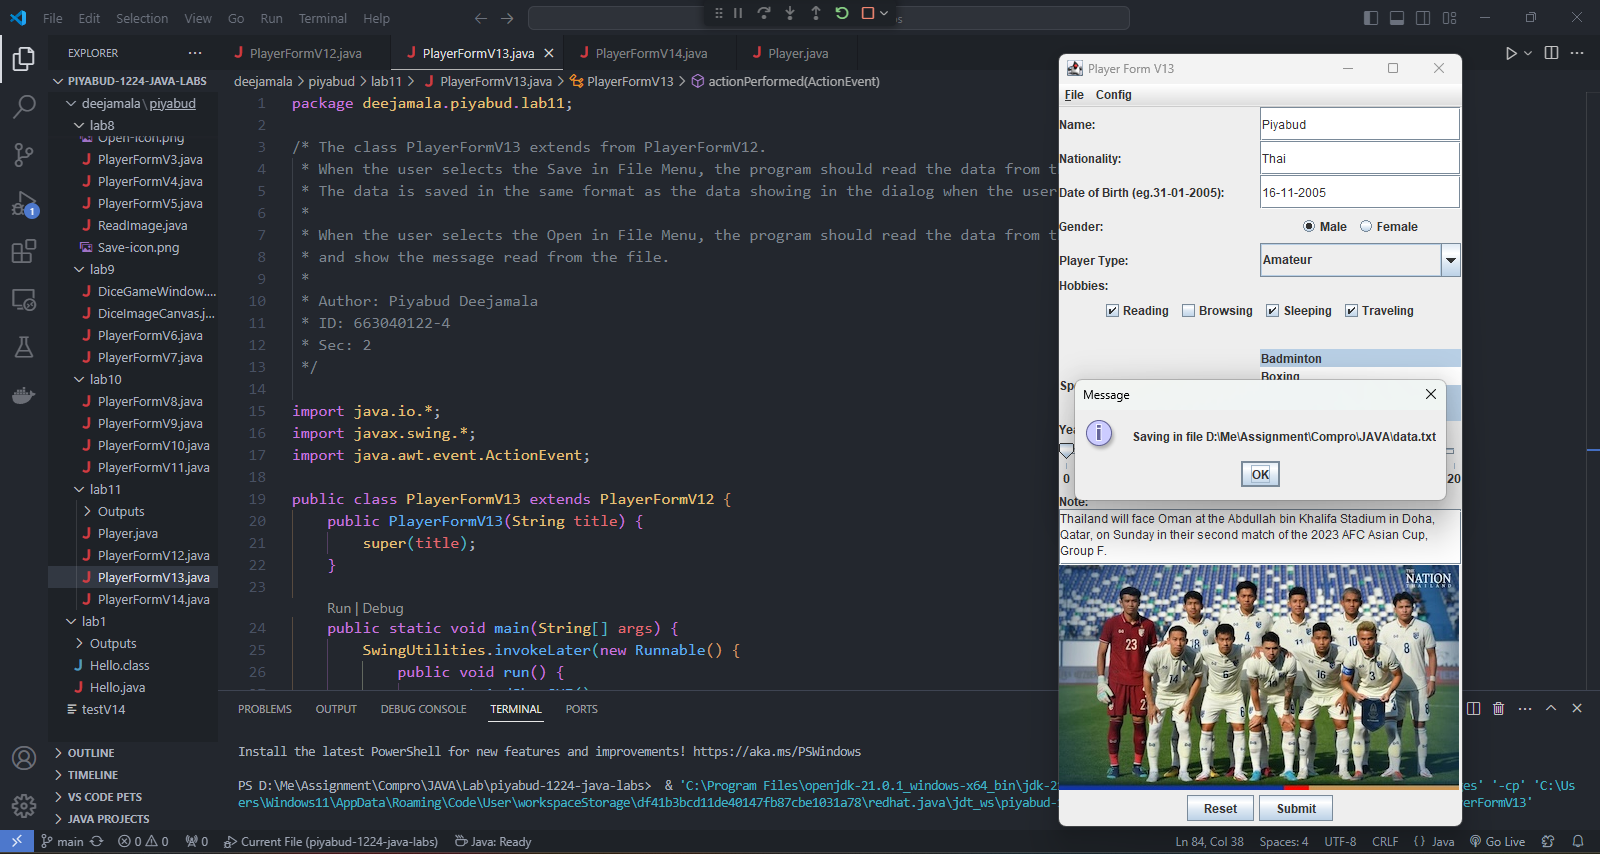 File Edit Selection View Go Run Terminal Help
EXPLORER
PIYABUD-1224-JAVA-LABS
deejamala\piyabud
lab8
Open-icon.png
PlayerFormV3.java
PlayerFormV4.java
PlayerFormV5.java
ReadImage.java
Save-icon.png
lab9
DiceGameWindow....
DiceImageCanvas.j...
PlayerFormV6.java
PlayerFormV7.java
lab10
PlayerFormV8.java
PlayerFormV9.java
PlayerFormV10.java
PlayerFormV11.java
lab11
Outputs
Player.java
PlayerFormV12.java
PlayerFormV13.java
PlayerFormV14.java
lab1
Outputs
Hello.class
Hello.java
testV14
OUTLINE
TIMELINE
VS CODE PETS
JAVA PROJECTS
PlayerFormV12.java PlayerFormV13.java PlayerFormV14.java Player.java
deejamala > piyabud > lab11 > PlayerFormV13.java > PlayerFormV13 > actionPerformed(ActionEvent)
1 package deejamala.piyabud.lab11;
2
3 /* The class PlayerFormV13 extends from PlayerFormV12.
4 * When the user selects the Save in File Menu, the program should read the data from t
5 * The data is saved in the same format as the data showing in the dialog when the user
6 *
7 * When the user selects the Open in File Menu, the program should read the data from t
8 * and show the message read from the file.
9 *
10 * Author: Piyabud Deejamala
11 * ID: 663040122-4
12 * Sec: 2
13 */
14
15 import java.io.*;
16 import javax.swing.*;
17 import java.awt.event.ActionEvent;
18
19 public class PlayerFormV13 extends PlayerFormV12 {
20 public PlayerFormV13(String title) {
21 super(title);
22 }
23
Run | Debug
24 public static void main(String[] args) {
25 SwingUtilities.invokeLater(new Runnable() {
26 public void run() {
PROBLEMS OUTPUT DEBUG CONSOLE TERMINAL PORTS
Install the latest PowerShell for new features and improvements! https://aka.ms/PSWindows
PS D:\Me\Assignment\Compro\JAVA\Lab\piyabud-1224-java-labs> & 'C:\Program Files\openjdk-21.0.1_windows-x64_bin\jdk-2 es' '-cp' 'C:\Us
ers\Windows11\AppData\Roaming\Code\User\workspaceStorage\df41b3bcd11de40147fb87cbe1031a78\redhat.java\jdt_ws\piyabud- erFormV13'
Player Form V13
File Config
Name: Piyabud
Nationality: Thai
Date of Birth (eg.31-01-2005): 16-11-2005
Gender: Male Female
Player Type: Amateur
Hobbies:
Reading Browsing Sleeping Traveling
Badminton
Boxing
Sp
Message
Saving in file D:\Me\Assignment\Compro\JAVA\data.txt
OK
Yea
0 20
Note:
Thailand will face Oman at the Abdullah bin Khalifa Stadium in Doha,
Qatar, on Sunday in their second match of the 2023 AFC Asian Cup,
Group F.
THE
NATION
THAILAND
Reset Submit
main 0 0 0 Current File (piyabud-1224-java-labs) Java: Ready
Ln 84, Col 38 Spaces: 4 UTF-8 CRLF {} Java Go Live